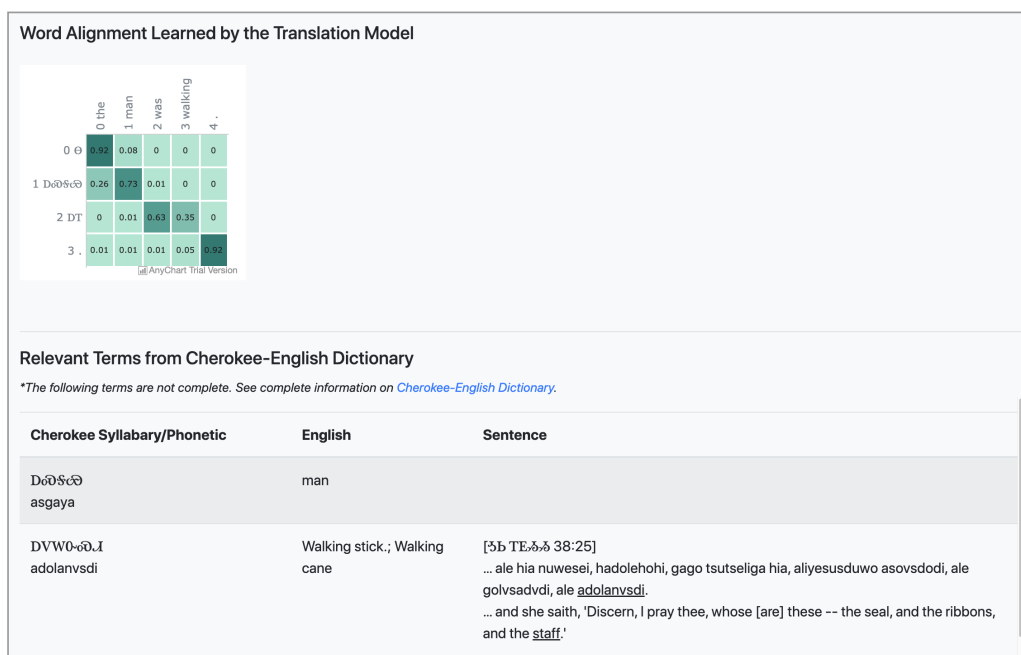 Word Alignment Learned by the Translation Model
0 the 1 man 2 was 3 walking 4 .
0 Ꮎ 0.92 0.08 0 0 0
1 ᎠᏍᎦᏯ 0.26 0.73 0.01 0 0
2 ᎠᎢ 0 0.01 0.63 0.35 0
3 . 0.01 0.01 0.01 0.05 0.92
AnyChart Trial Version
Relevant Terms from Cherokee-English Dictionary
*The following terms are not complete. See complete information on Cherokee-English Dictionary.
Cherokee Syllabary/Phonetic English Sentence
ᎠᏍᎦᏯ man
asgaya
ᎠᏙᎳᏅᏍᏗ Walking stick.; Walking [ᎼᏏ ᎢᎬᏱᏱ 38:25]
adolanvsdi cane ... ale hia nuwesei, hadolehohi, gago tsutseliga hia, aliyesusduwo asovsdodi, ale
golvsadvdi, ale adolanvsdi.
... and she saith, 'Discern, I pray thee, whose [are] these -- the seal, and the ribbons,
and the staff.'